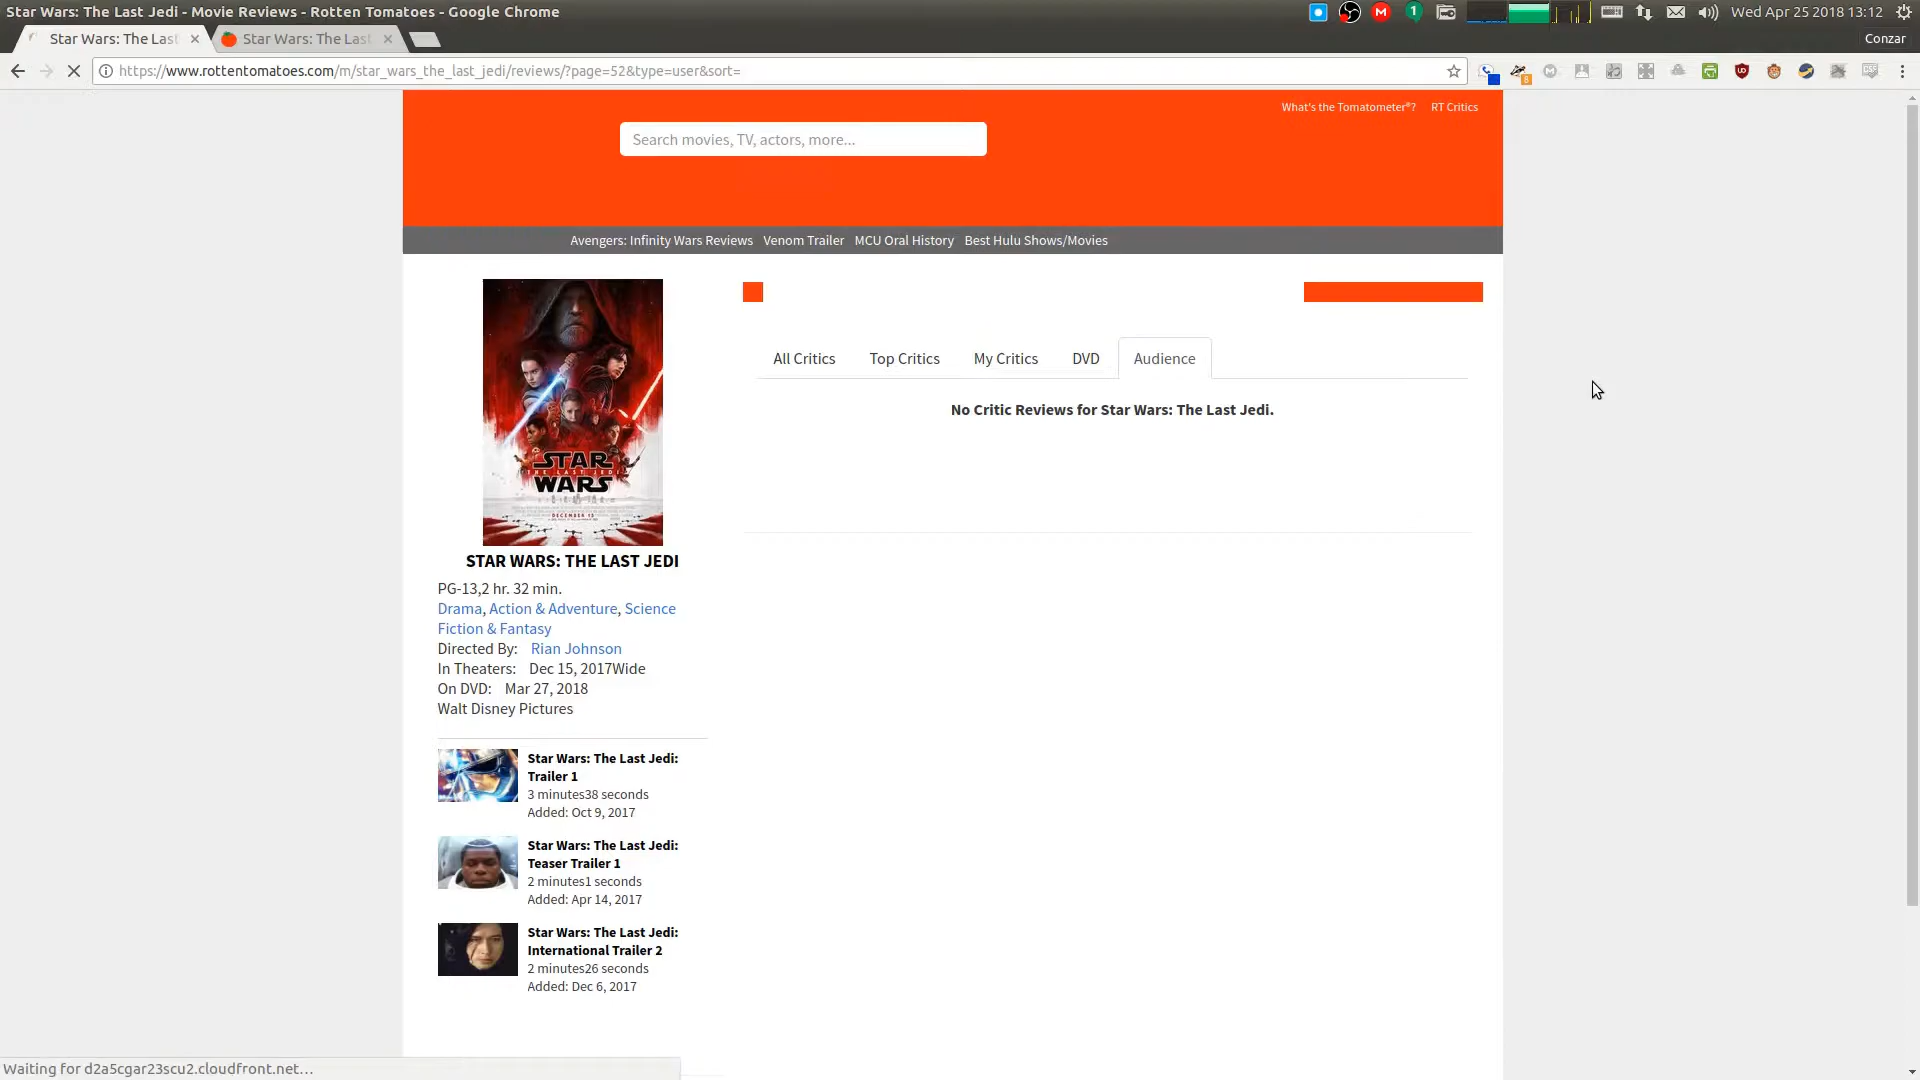 Star Wars: The Last Jedi - Movie Reviews - Rotten Tomatoes - Google Chrome
Wed Apr 25 2018 13:12
Star Wars: The Last
Star Wars: The Last
Conzar
https://www.rottentomatoes.com/m/star_wars_the_last_jedi/reviews/?page=52&type=user&sort=
What's the Tomatometer®?
RT Critics
Search movies, TV, actors, more...
Avengers: Infinity Wars Reviews
Venom Trailer
MCU Oral History
Best Hulu Shows/Movies
All Critics
Top Critics
My Critics
DVD
Audience
No Critic Reviews for Star Wars: The Last Jedi.
STAR
THE LAST JEDI
WARS
DECEMBER 15
STAR WARS: THE LAST JEDI
PG-13,2 hr. 32 min.
Drama, Action & Adventure, Science
Fiction & Fantasy
Directed By: Rian Johnson
In Theaters: Dec 15, 2017Wide
On DVD: Mar 27, 2018
Walt Disney Pictures
Star Wars: The Last Jedi:
Trailer 1
3 minutes38 seconds
Added: Oct 9, 2017
Star Wars: The Last Jedi:
Teaser Trailer 1
2 minutes1 seconds
Added: Apr 14, 2017
Star Wars: The Last Jedi:
International Trailer 2
2 minutes26 seconds
Added: Dec 6, 2017
Waiting for d2a5cgar23scu2.cloudfront.net...